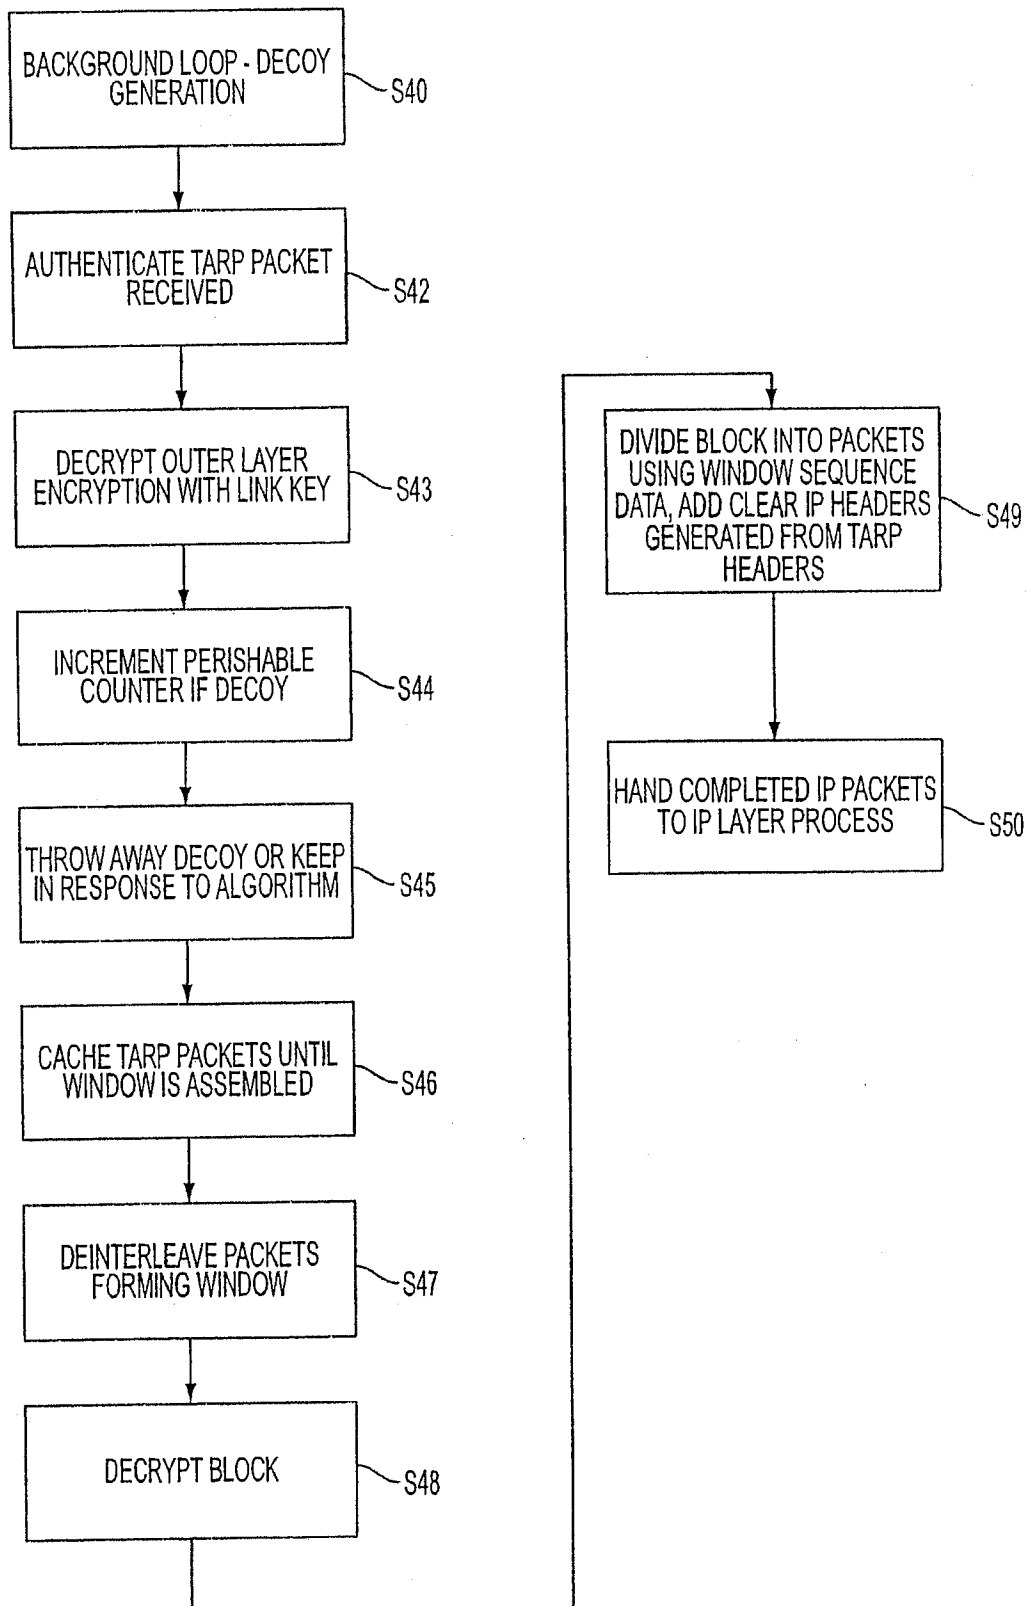 BACKGROUND LOOP - DECOY
GENERATION
S40
AUTHENTICATE TARP PACKET
RECEIVED
S42
DECRYPT OUTER LAYER
ENCRYPTION WITH LINK KEY
S43
INCREMENT PERISHABLE
COUNTER IF DECOY
S44
THROW AWAY DECOY OR KEEP
IN RESPONSE TO ALGORITHM
S45
CACHE TARP PACKETS UNTIL
WINDOW IS ASSEMBLED
S46
DEINTERLEAVE PACKETS
FORMING WINDOW
S47
DECRYPT BLOCK
S48
DIVIDE BLOCK INTO PACKETS
USING WINDOW SEQUENCE
DATA, ADD CLEAR IP HEADERS
GENERATED FROM TARP
HEADERS
S49
HAND COMPLETED IP PACKETS
TO IP LAYER PROCESS
S50